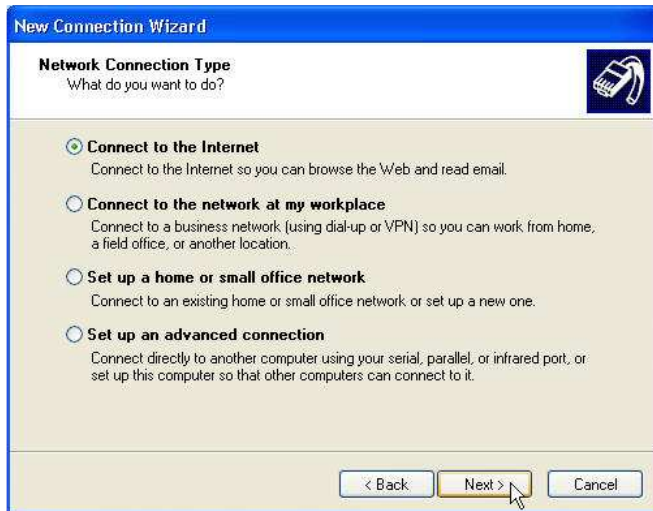 New Connection Wizard
Network Connection Type
What do you want to do?
Connect to the Internet
Connect to the Internet so you can browse the Web and read email.
Connect to the network at my workplace
Connect to a business network (using dial-up or VPN) so you can work from home,
a field office, or another location.
Set up a home or small office network
Connect to an existing home or small office network or set up a new one.
Set up an advanced connection
Connect directly to another computer using your serial, parallel, or infrared port, or
set up this computer so that other computers can connect to it.
< Back Next > Cancel